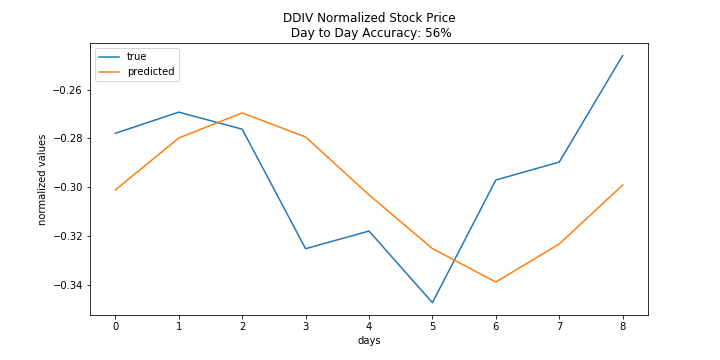 DDIV Normalized Stock Price
Day to Day Accuracy: 56%
true
predicted
normalized values
−0.26
−0.28
−0.30
−0.32
−0.34
0 1 2 3 4 5 6 7 8
days